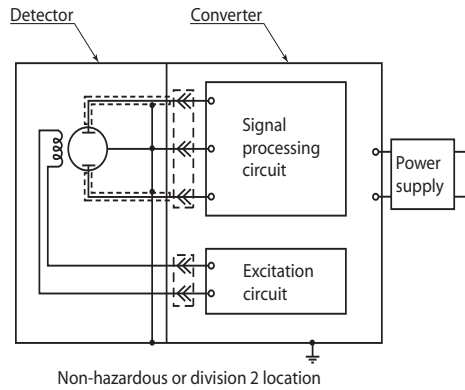 Detector
Converter
Signal
processing
circuit
Power
supply
Excitation
circuit
Non-hazardous or division 2 location